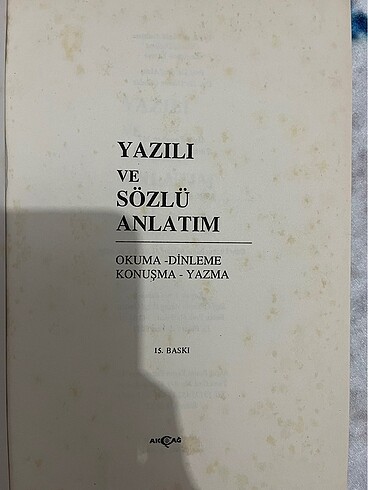 YAZILI
VE
SÖZLÜ
ANLATIM
OKUMA -DİNLEME
KONUŞMA - YAZMA
15. BASKI
AKÇAĞ